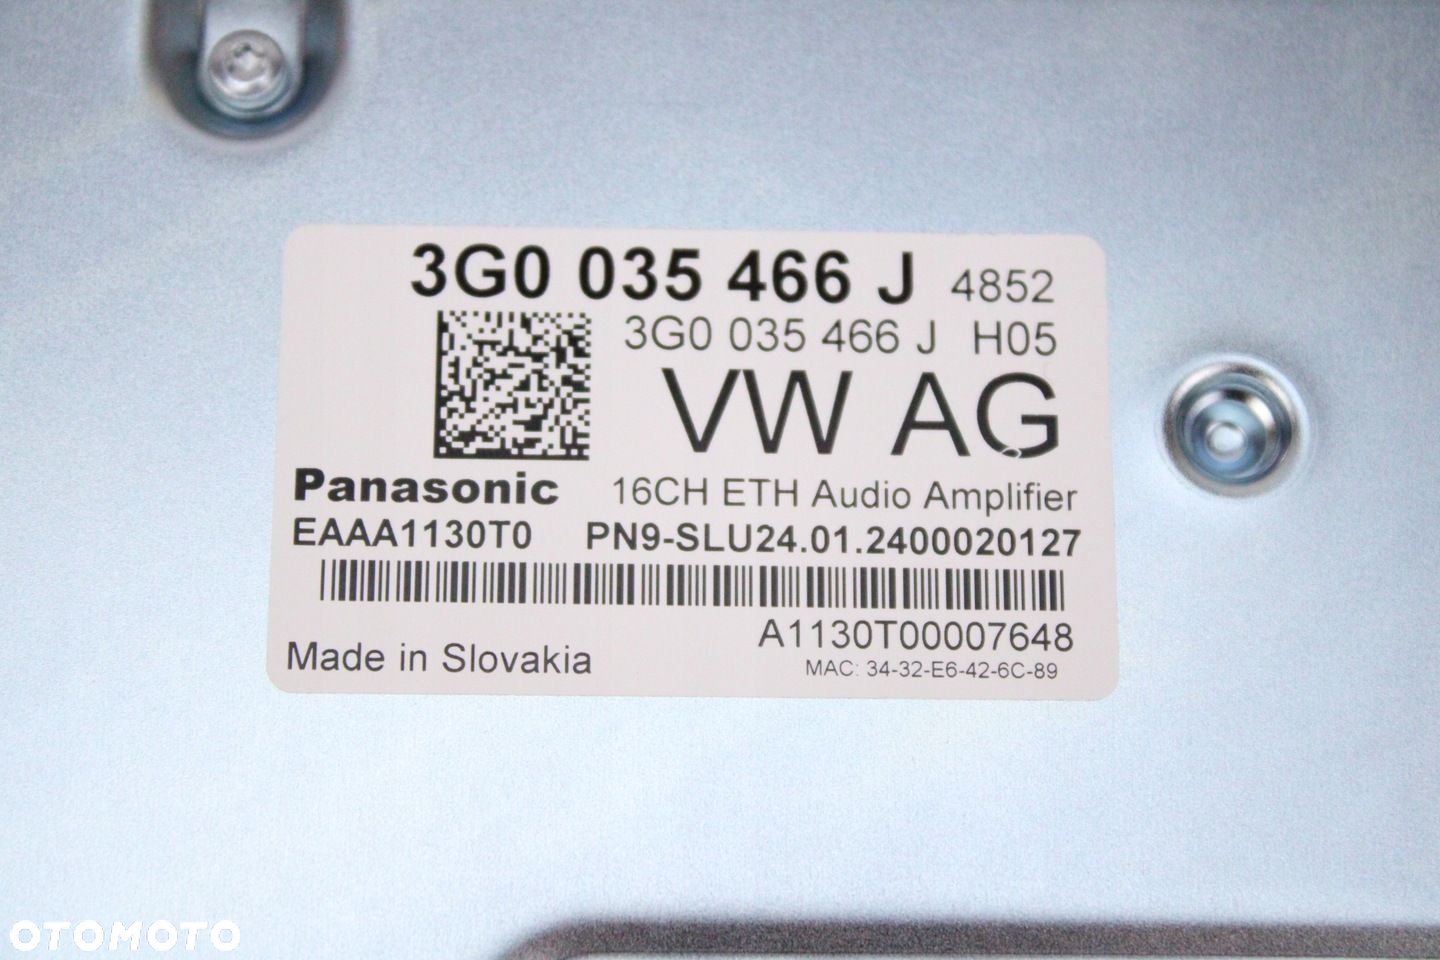 3G0 035 466 J 4852
3G0 035 466 J H05
VW AG
Panasonic 16CH ETH Audio Amplifier
EAAA1130T0 PN9-SLU24.01.2400020127
A1130T00007648
Made in Slovakia
MAC: 34-32-E6-42-6C-89
OTOMOTO